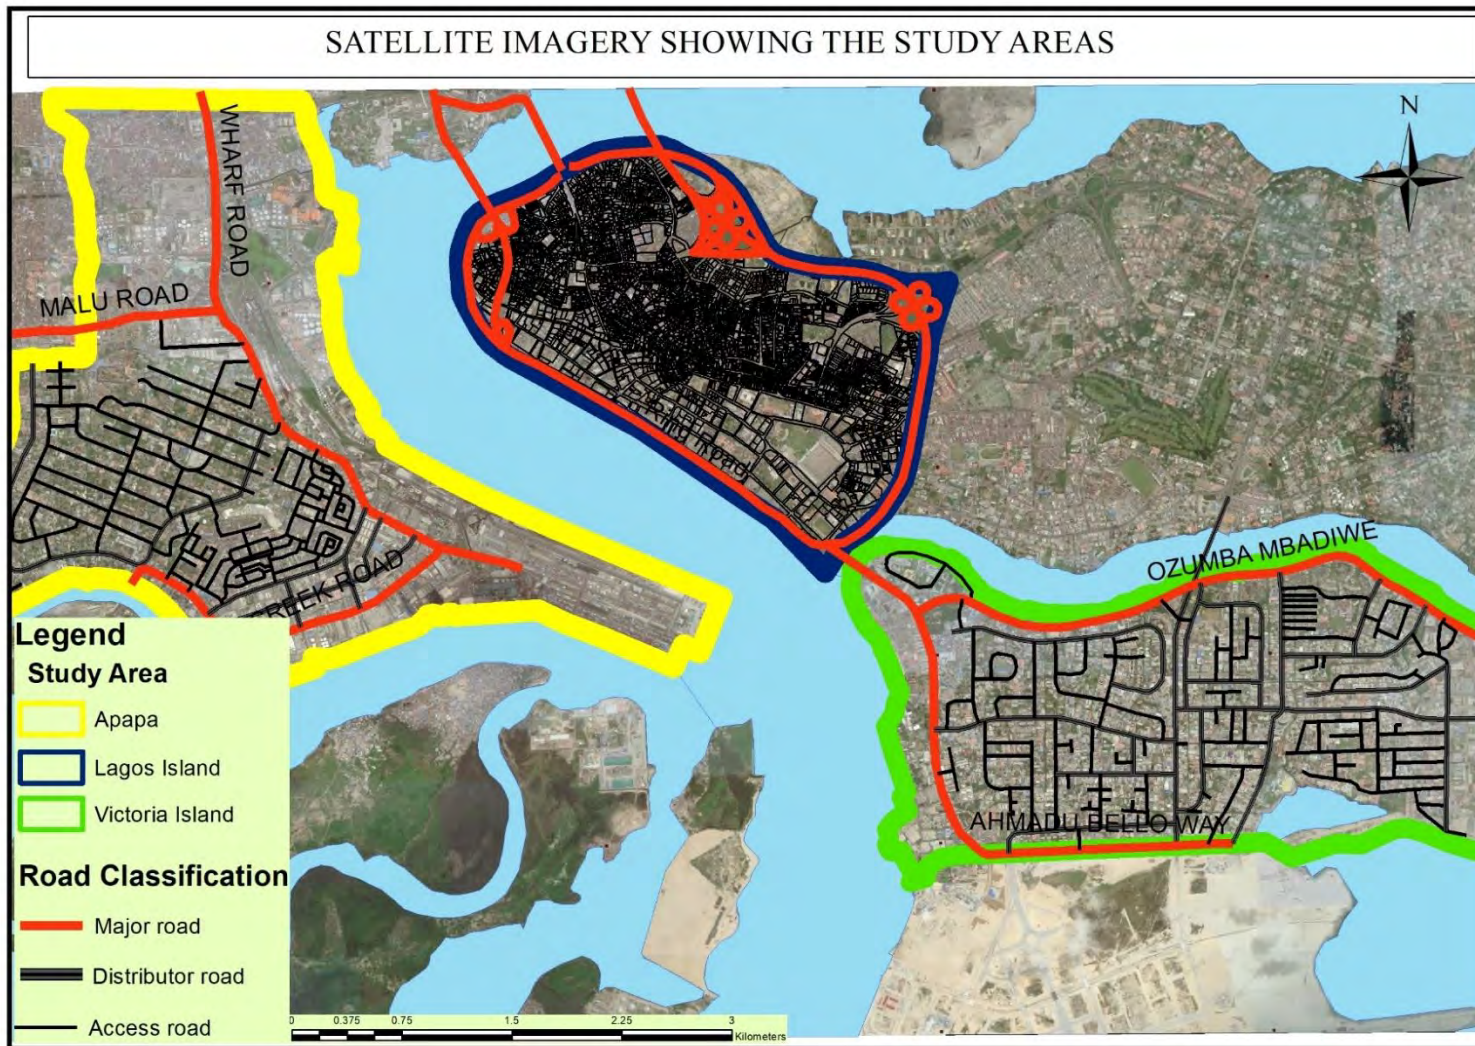 SATELLITE IMAGERY SHOWING THE STUDY AREAS
N
WHARF ROAD
MALU ROAD
Road
OZUMBA MBADIWE
REEK ROAD
AHMADU BELLO WAY
Legend
Study Area
Apapa
Lagos Island
Victoria Island
Road Classification
Major road
Distributor road
Access road
0 0.375 0.75 1.5 2.25 3
Kilometers